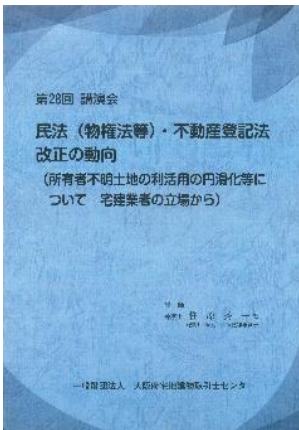 第28回 講演会
民法（物権法等）・不動産登記法
改正の動向
（所有者不明土地の利活用の円滑化等に
ついて 宅建業者の立場から）
一般財団法人 大阪府宅地建物取引士センター